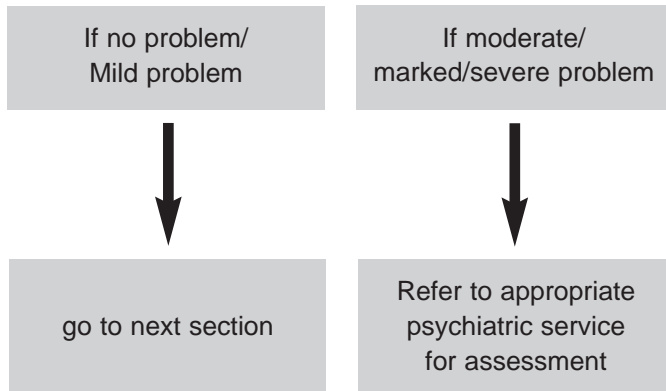 If no problem/
Mild problem
If moderate/
marked/severe problem
go to next section
Refer to appropriate
psychiatric service
for assessment